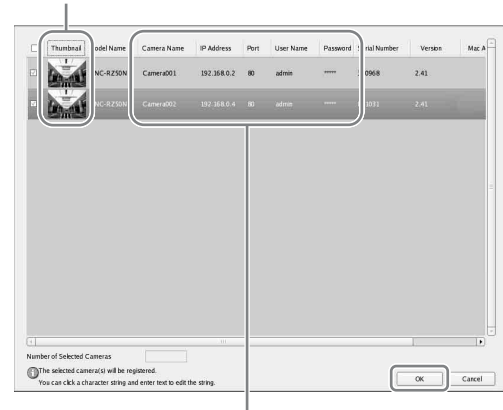 Thumbnail odel Name Camera Name IP Address Port User Name Password S rial Number Version Mac A
NC-RZ50N Camera001 192.168.0.2 80 admin ***** 0968 2.41
NC-RZ50N Camera002 192.168.0.4 80 admin ***** 1031 2.41
Number of Selected Cameras
The selected camera(s) will be registered.
You can click a character string and enter text to edit the string.
OK Cancel